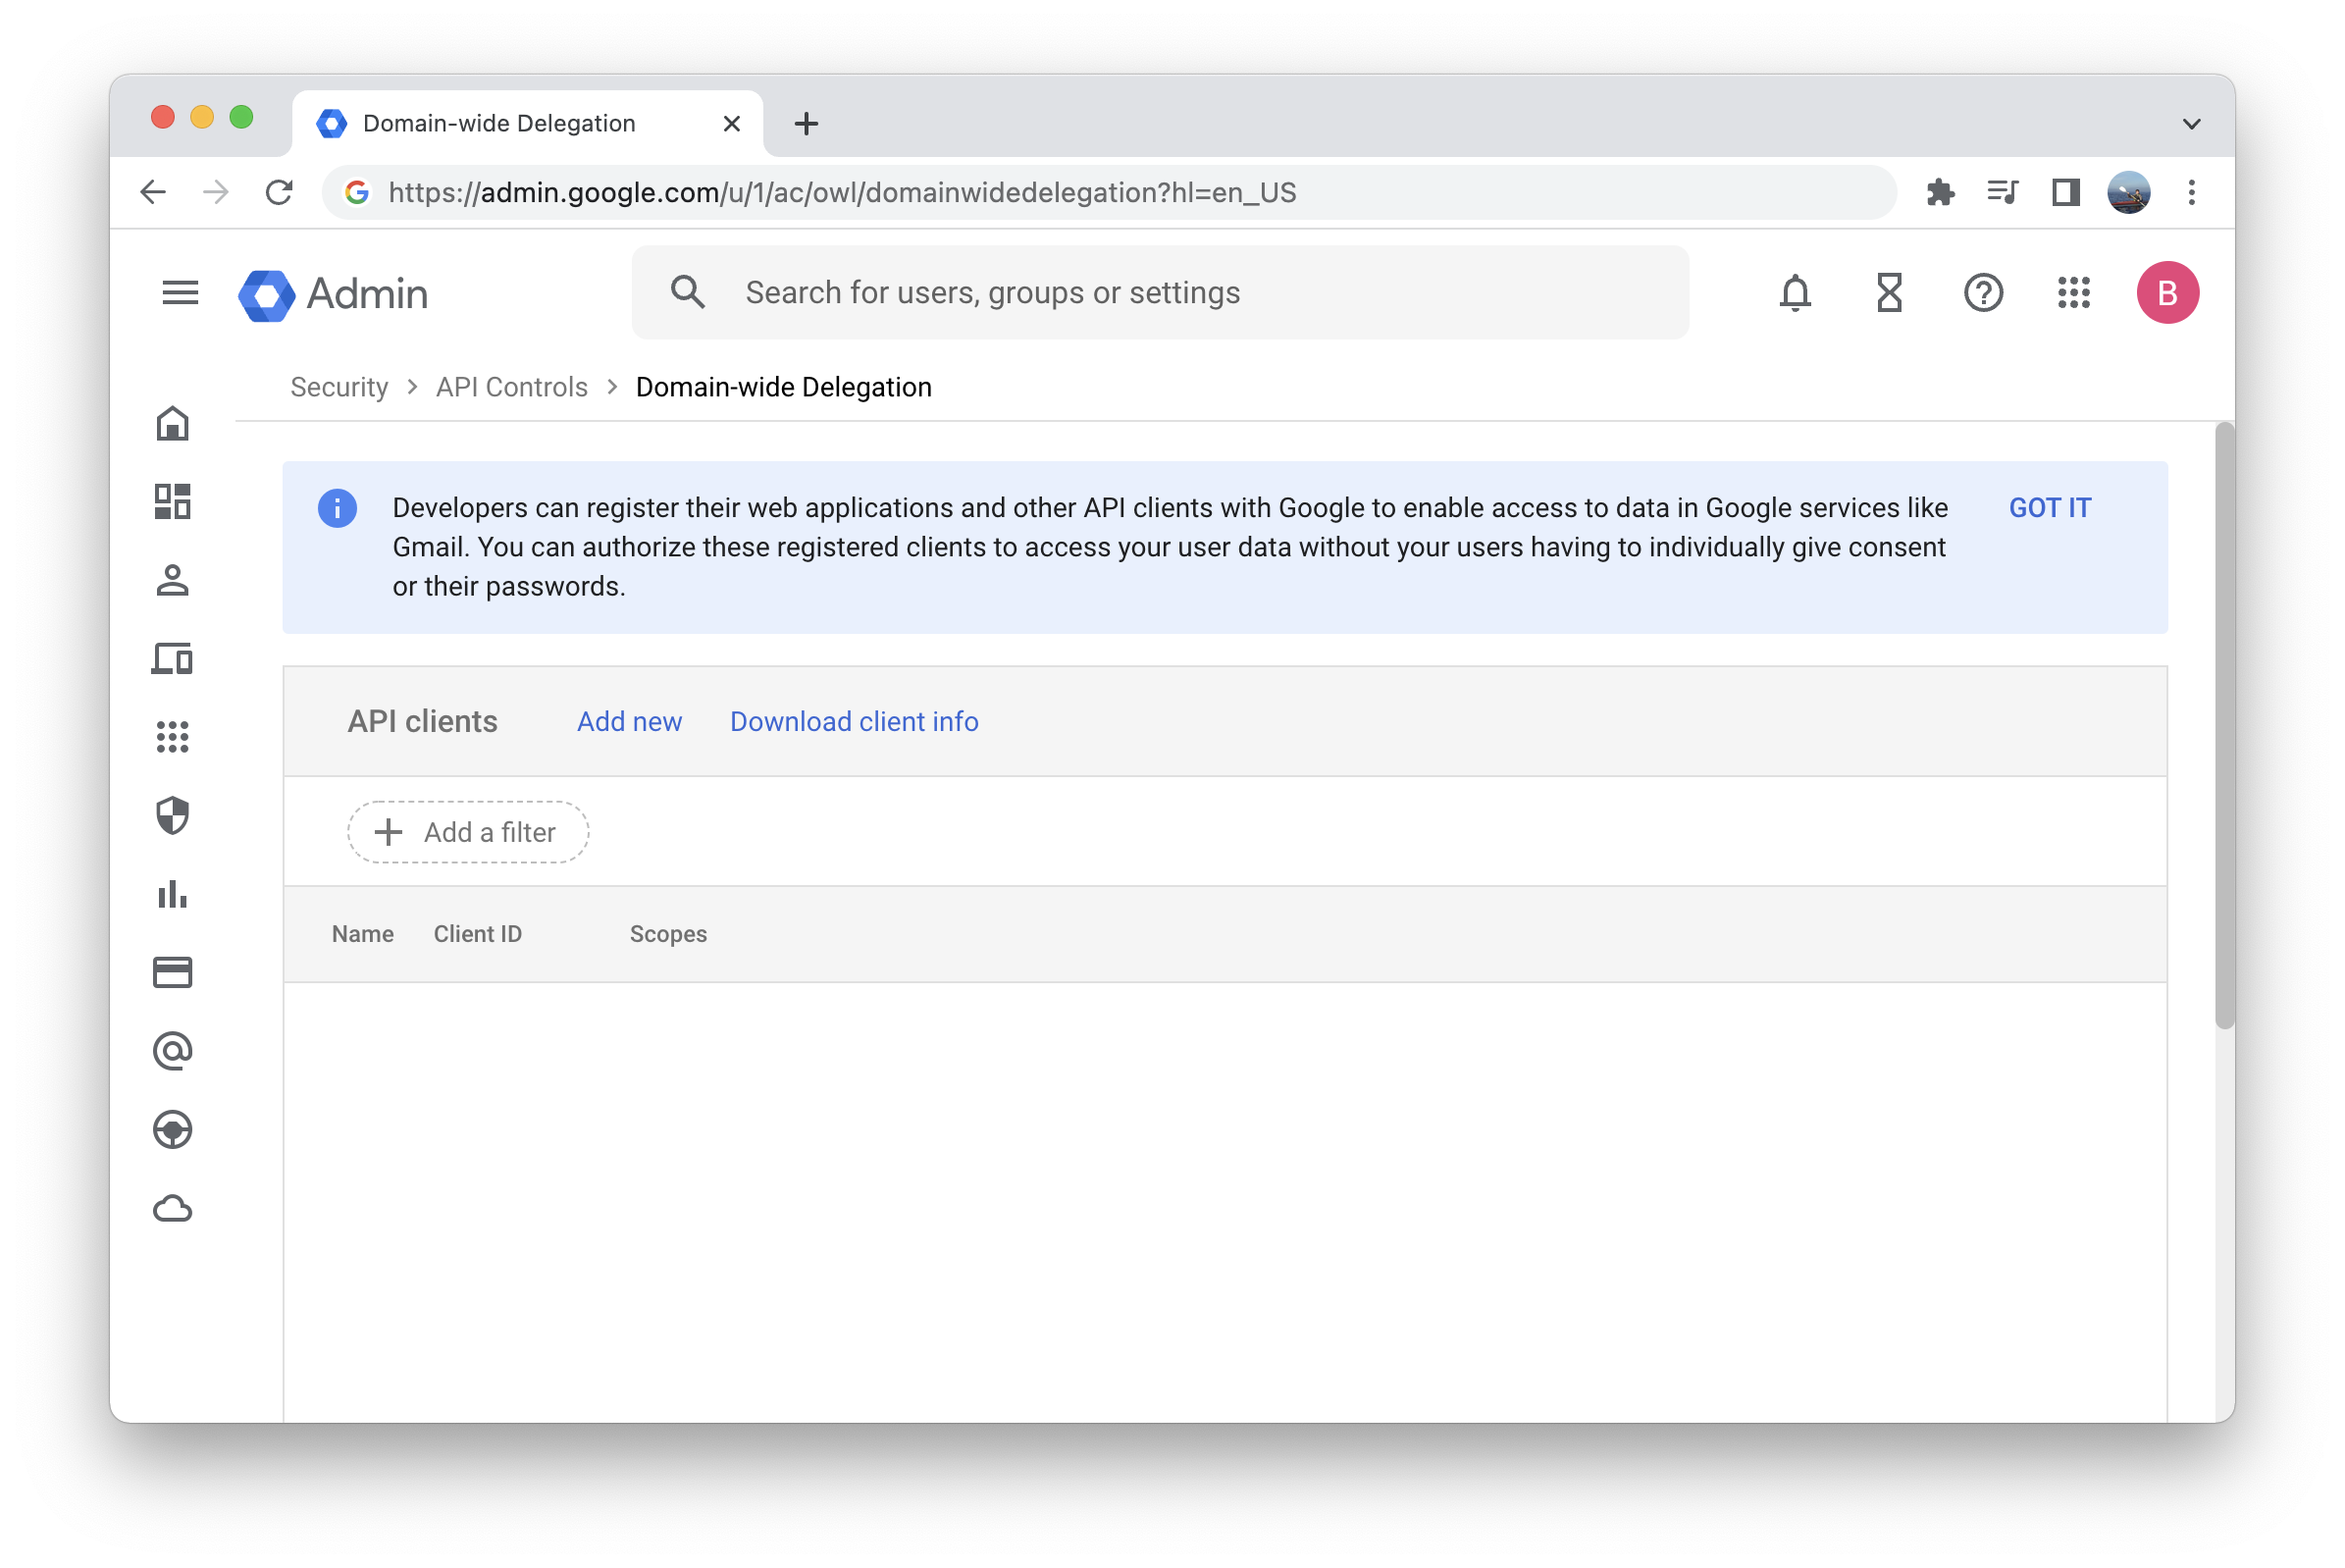 Domain-wide Delegation
https://admin.google.com/u/1/ac/owl/domainwidedelegation?hl=en_US
Admin
Search for users, groups or settings
B
Security > API Controls > Domain-wide Delegation
Developers can register their web applications and other API clients with Google to enable access to data in Google services like
Gmail. You can authorize these registered clients to access your user data without your users having to individually give consent
or their passwords.
GOT IT
API clients Add new Download client info
Add a filter
Name Client ID Scopes